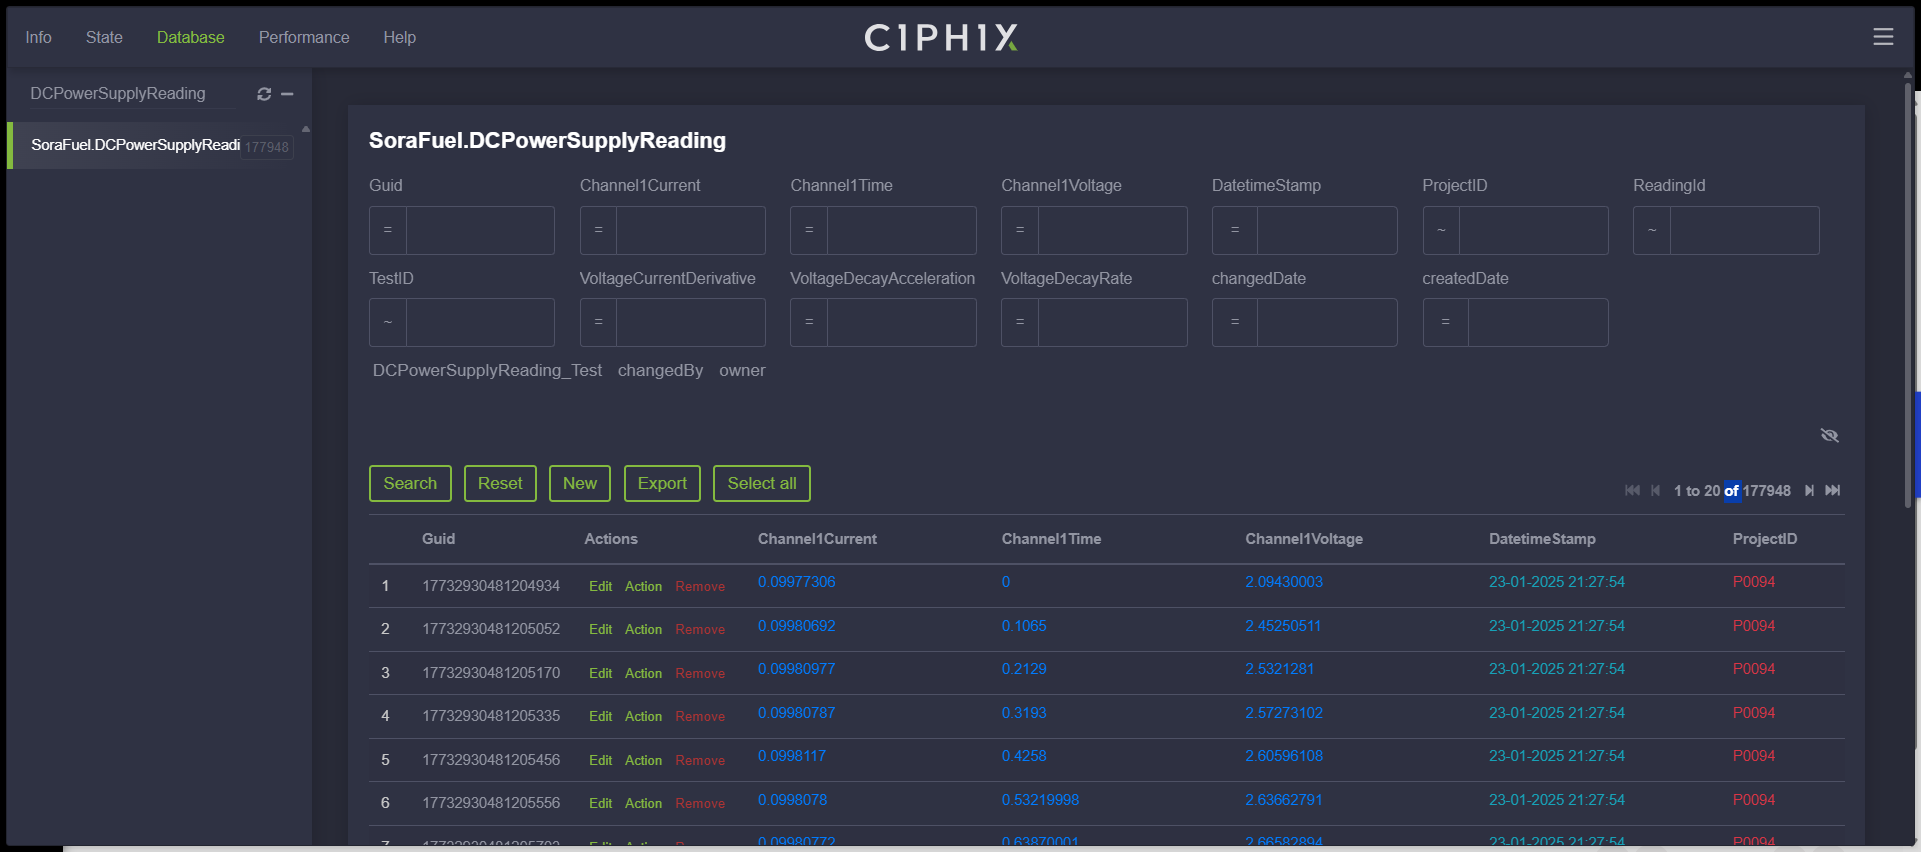 Info State Database Performance Help C1PH1X
DCPowerSupplyReading
SoraFuel.DCPowerSupplyReadi 177948
SoraFuel.DCPowerSupplyReading
Guid Channel1Current Channel1Time Channel1Voltage DatetimeStamp ProjectID ReadingId
= = = = = ~ ~
TestID VoltageCurrentDerivative VoltageDecayAcceleration VoltageDecayRate changedDate createdDate
~ = = = = =
DCPowerSupplyReading_Test changedBy owner
Search Reset New Export Select all 1 to 20 of 177948
Guid Actions Channel1Current Channel1Time Channel1Voltage DatetimeStamp ProjectID
1 17732930481204934 Edit Action Remove 0.09977306 0 2.09430003 23-01-2025 21:27:54 P0094
2 17732930481205052 Edit Action Remove 0.09980692 0.1065 2.45250511 23-01-2025 21:27:54 P0094
3 17732930481205170 Edit Action Remove 0.09980977 0.2129 2.5321281 23-01-2025 21:27:54 P0094
4 17732930481205335 Edit Action Remove 0.09980787 0.3193 2.57273102 23-01-2025 21:27:54 P0094
5 17732930481205456 Edit Action Remove 0.0998117 0.4258 2.60596108 23-01-2025 21:27:54 P0094
6 17732930481205556 Edit Action Remove 0.0998078 0.53219998 2.63662791 23-01-2025 21:27:54 P0094
7 Edit Action Remove 0.09980772 0.63870001 2.66582894 23-01-2025 21:27:54 P0094